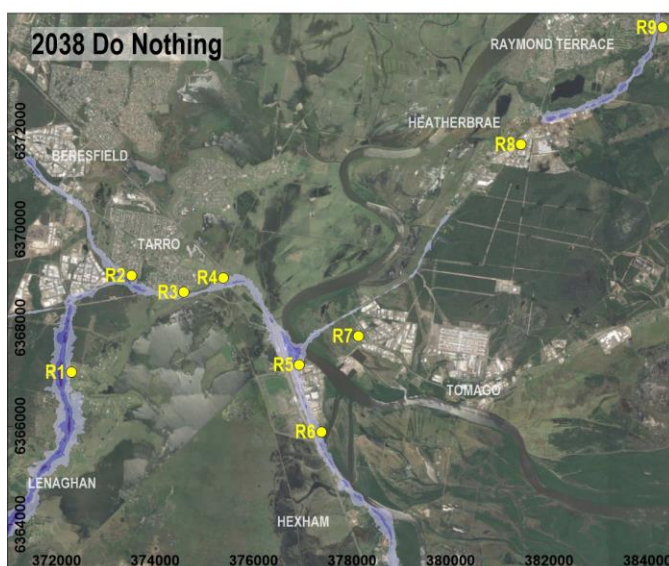 2038 Do Nothing
R9
RAYMOND TERRACE
HEATHERBRAE
6372000
R8
BERESFIELD
6370000
TARRO
R2
R4
R3
6368000
R7
R5
R1
TOMAGO
6366000
R6
LENAGHAN
HEXHAM
6364000
372000 374000 376000 378000 380000 382000 384000